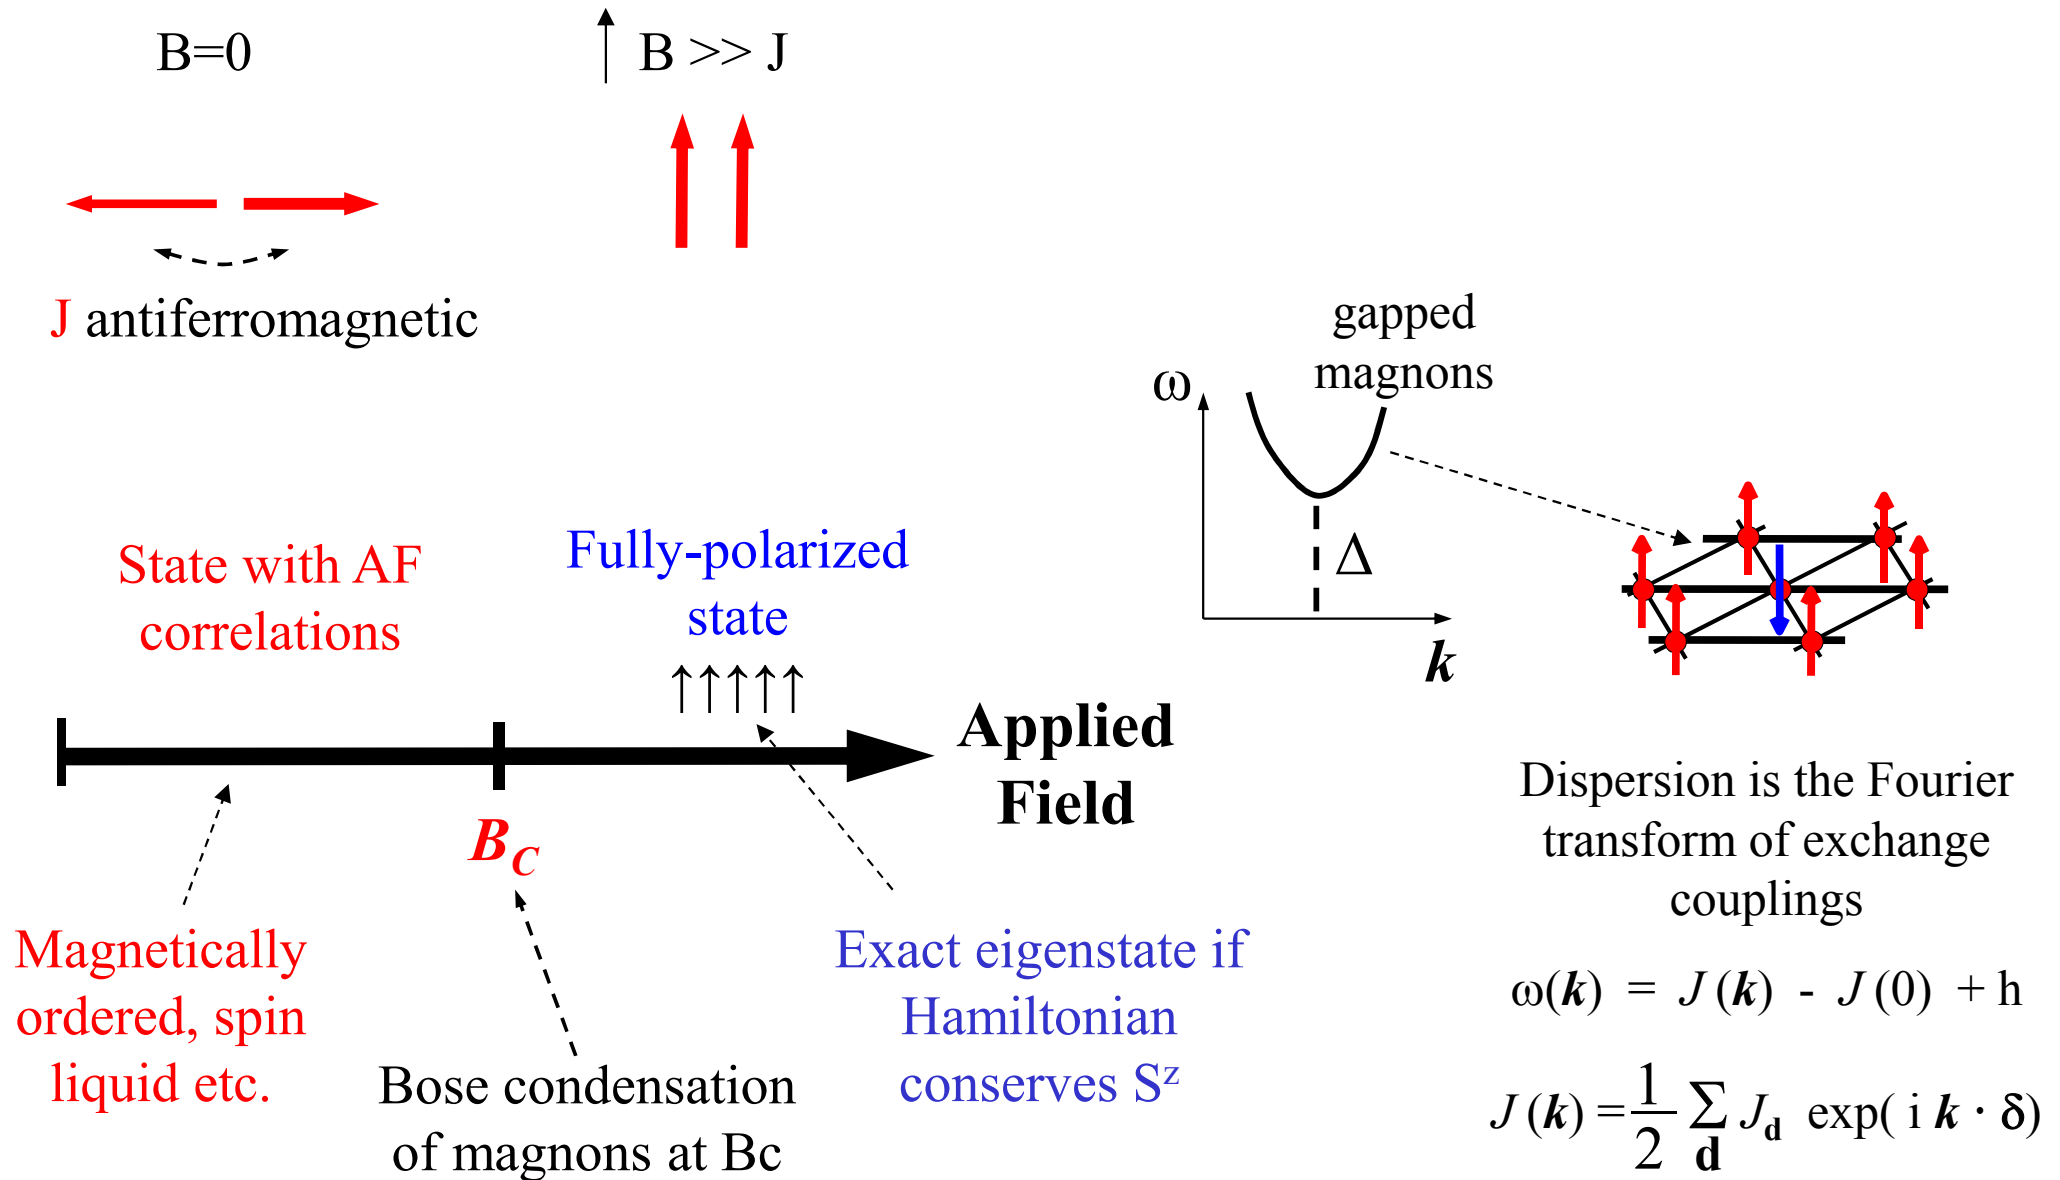 B=0
B >> J
J antiferromagnetic
gapped
magnons
ω
Δ
k
State with AF
correlations
Fully-polarized
state
↑↑↑↑↑
Applied
Field
B_C
Magnetically
ordered, spin
liquid etc.
Bose condensation
of magnons at Bc
Exact eigenstate if
Hamiltonian
conserves S^z
Dispersion is the Fourier
transform of exchange
couplings
ω(k) = J(k) - J(0) + h
J(k) = 1/2 Σ_d J_d exp( i k · δ)